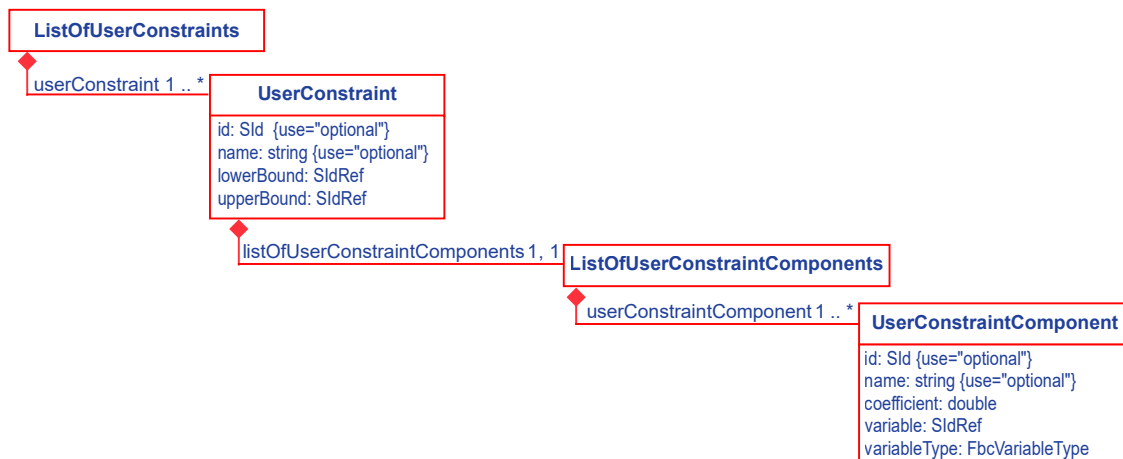 ListOfUserConstraints
userConstraint 1 .. *
UserConstraint
id: SId {use="optional"}
name: string {use="optional"}
lowerBound: SIdRef
upperBound: SIdRef
listOfUserConstraintComponents 1, 1
ListOfUserConstraintComponents
userConstraintComponent 1 .. *
UserConstraintComponent
id: SId {use="optional"}
name: string {use="optional"}
coefficient: double
variable: SIdRef
variableType: FbcVariableType